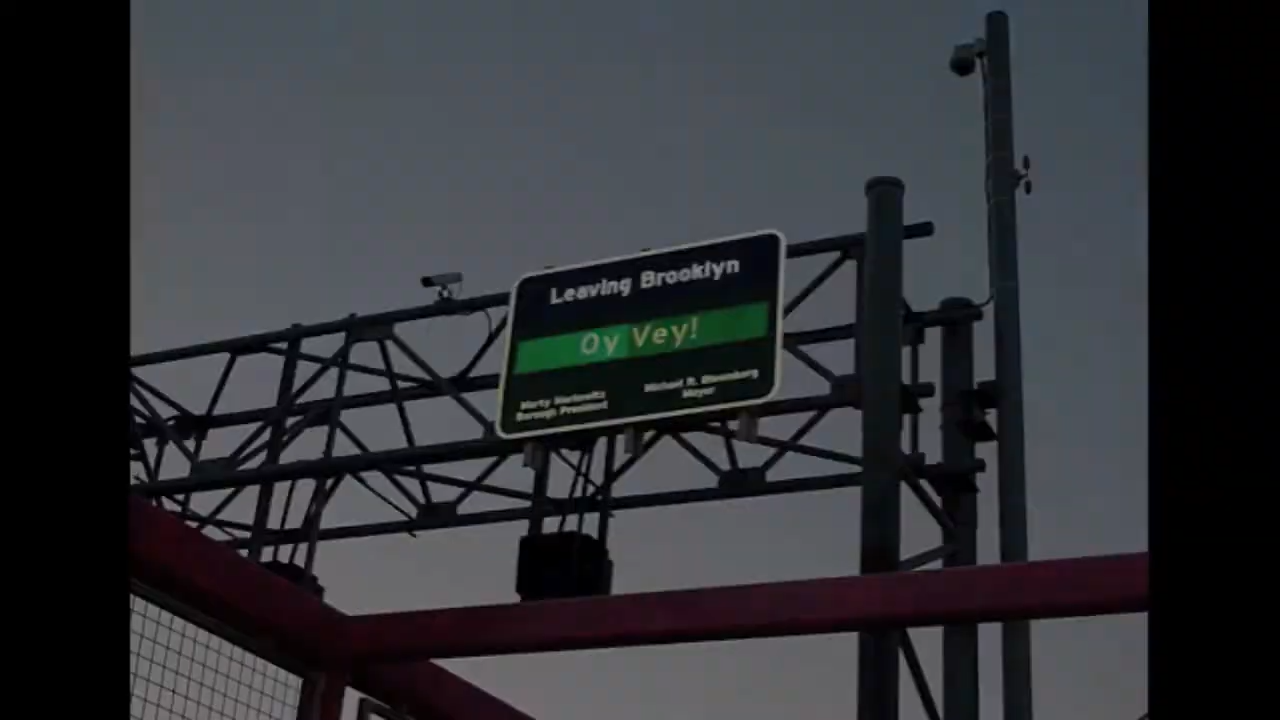 Leaving Brooklyn
Oy Vey!
Marty Markowitz
Borough President
Michael R. Bloomberg
Mayor